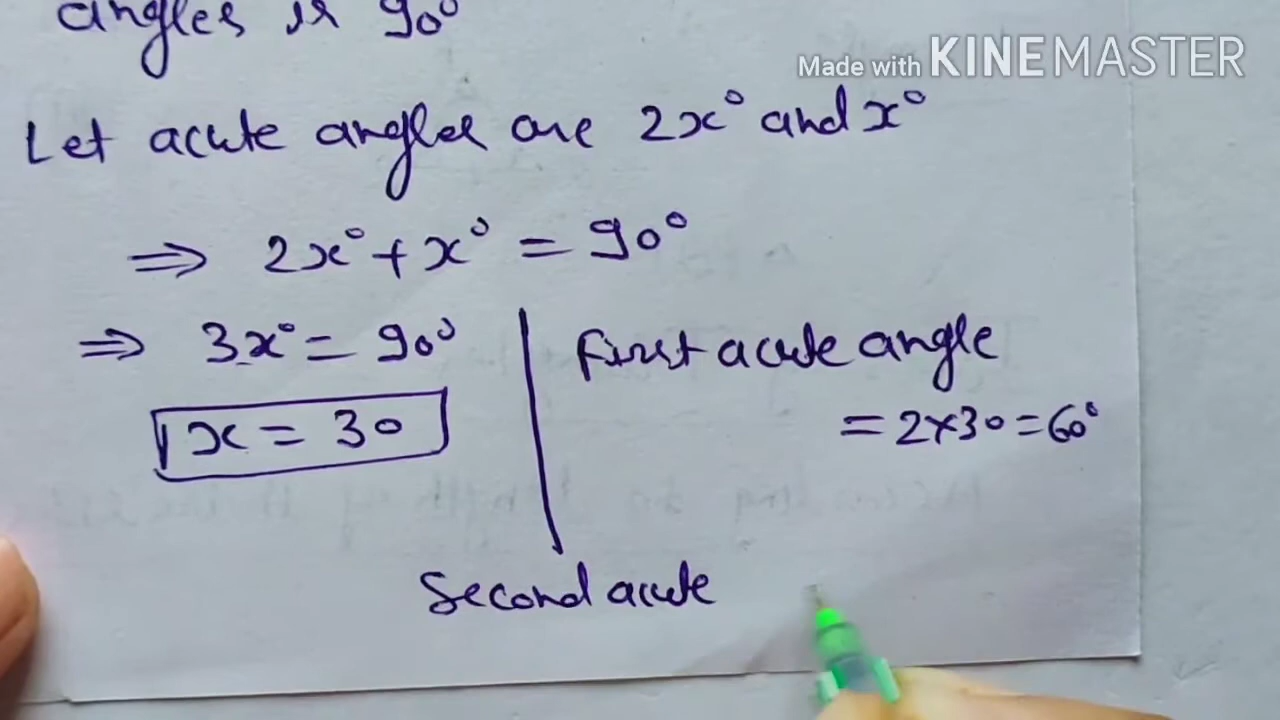 angles is 90°
Made with KINEMASTER
Let acute angles are 2x° and x°
⇒ 2x° + x° = 90°
⇒ 3x° = 90°
x = 30
First acute angle
= 2×30 = 60°
Second acute